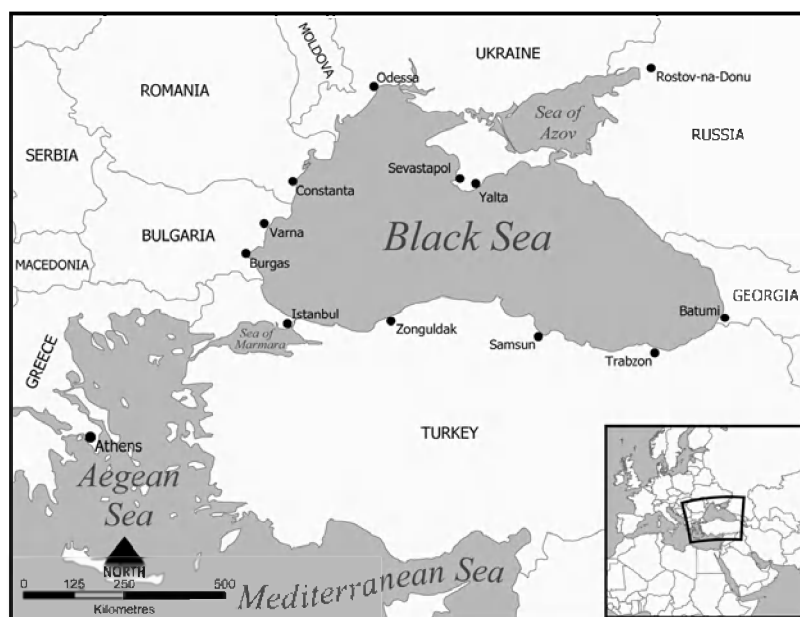 MOLDOVA
UKRAINE
Odessa
Rostov-na-Donu
ROMANIA
Sea of
Azov
RUSSIA
SERBIA
Sevastapol
Constanta
Yalta
Varna
BULGARIA
Black Sea
Burgas
MACEDONIA
GEORGIA
Istanbul
Batumi
Zonguldak
Sea of
Marmara
Samsun
Trabzon
GREECE
TURKEY
Athens
Aegean
Sea
NORTH
Mediterranean Sea
0 125 250 500
Kilometres